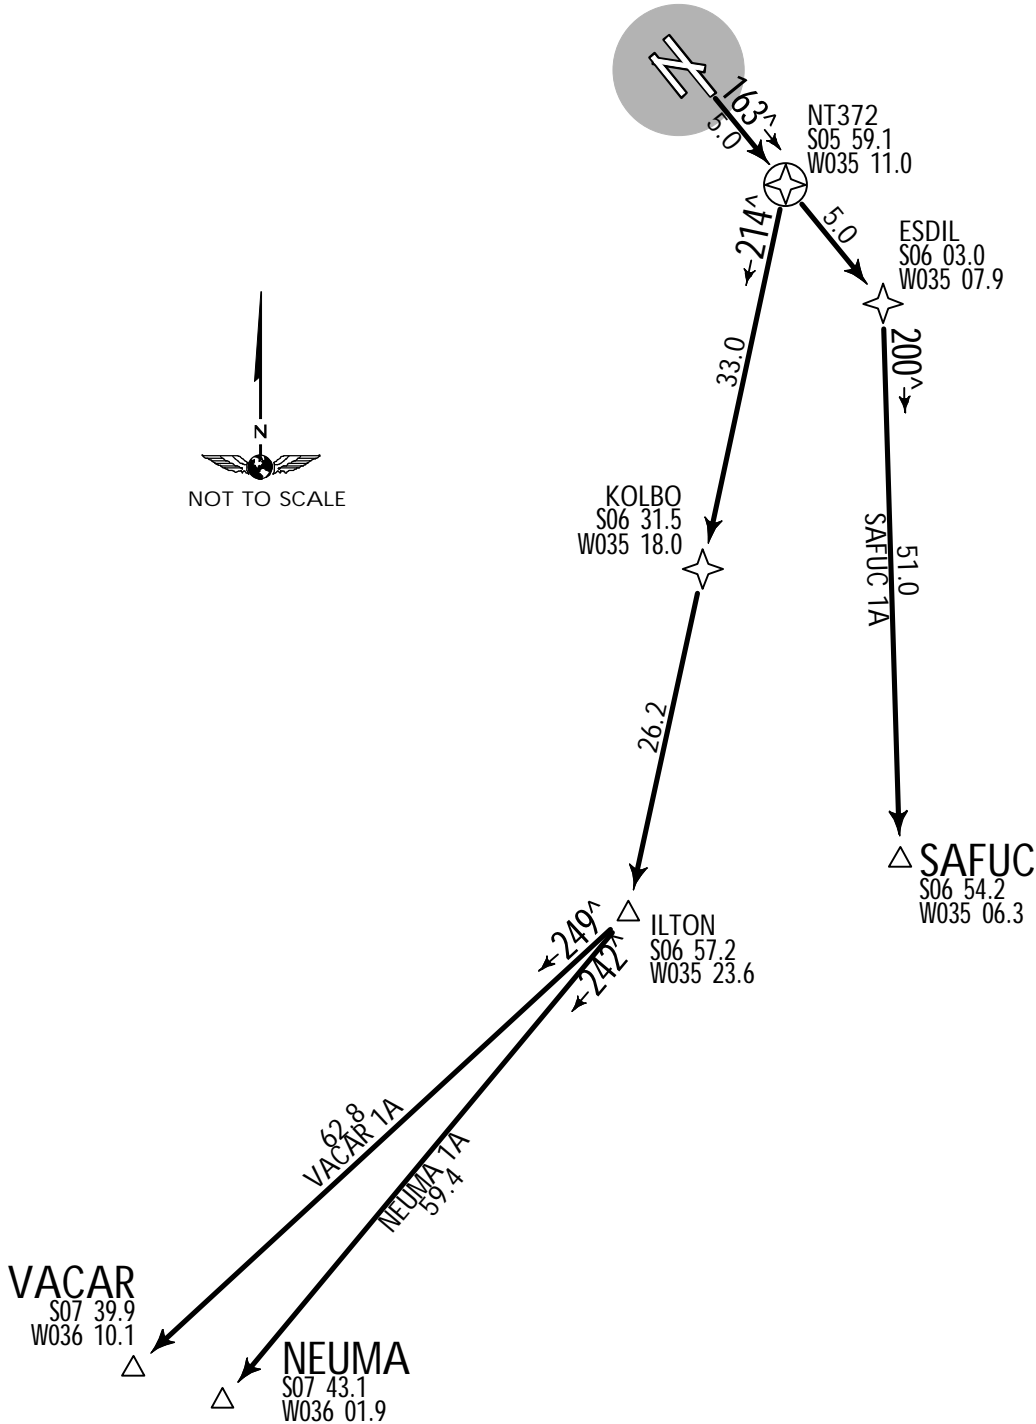 163^
5.0
NT372
S05 59.1
W035 11.0
214^
5.0
ESDIL
S06 03.0
W035 07.9
33.0
200^
N
NOT TO SCALE
KOLBO
S06 31.5
W035 18.0
51.0
SAFUC 1A
26.2
SAFUC
S06 54.2
W035 06.3
249^
242^
ILTON
S06 57.2
W035 23.6
62.8
VACAR 1A
NEUMA 1A
59.4
VACAR
S07 39.9
W036 10.1
NEUMA
S07 43.1
W036 01.9